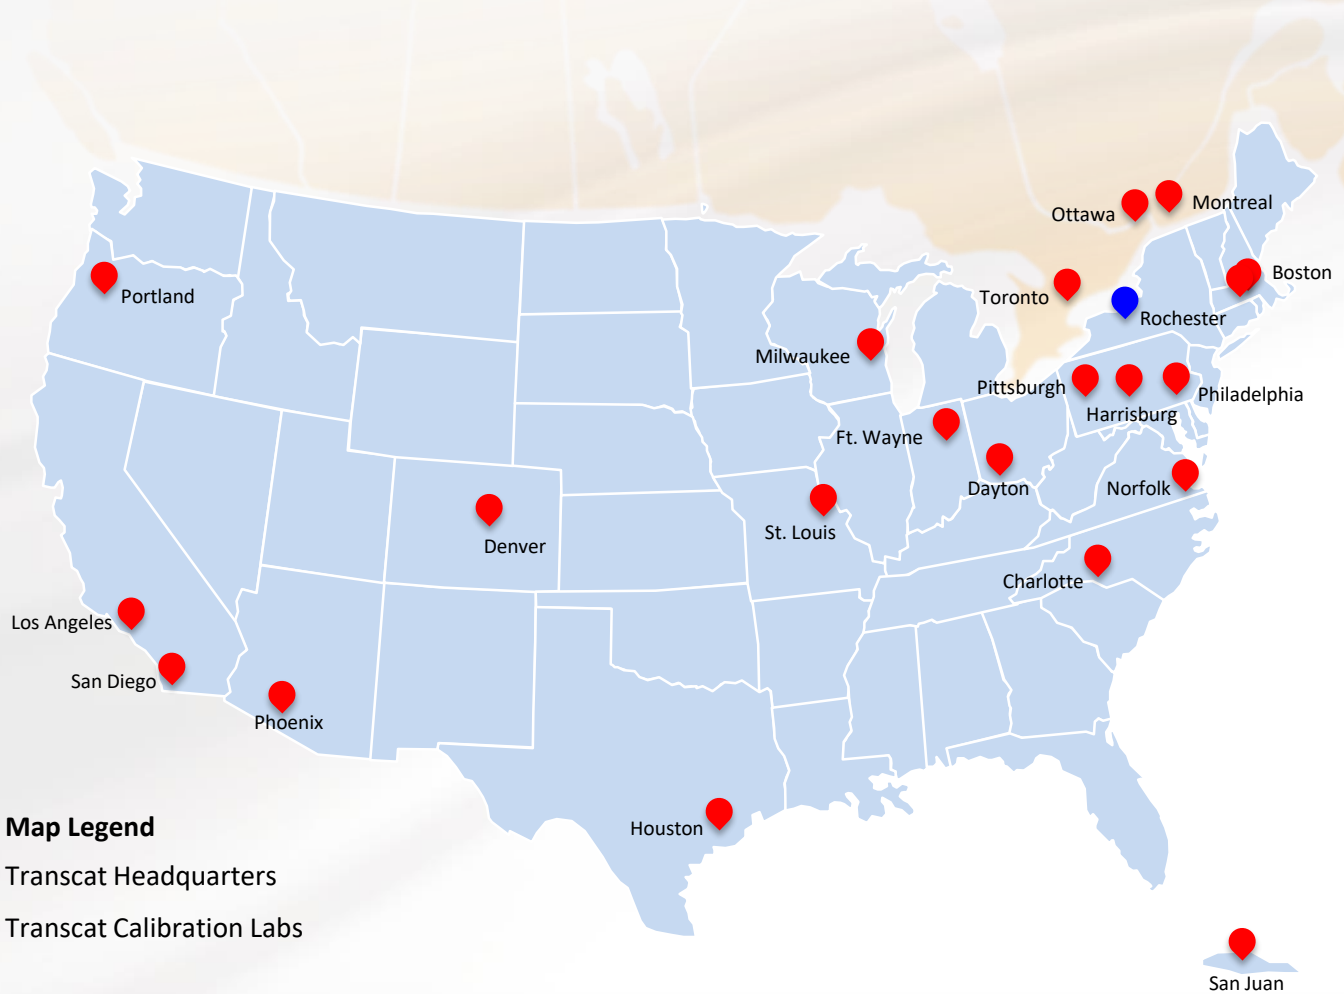 Montreal
Ottawa
Boston
Portland
Toronto
Rochester
Milwaukee
Pittsburgh
Philadelphia
Harrisburg
Ft. Wayne
Dayton
Norfolk
St. Louis
Denver
Charlotte
Los Angeles
San Diego
Phoenix
Houston
Map Legend
Transcat Headquarters
Transcat Calibration Labs
San Juan